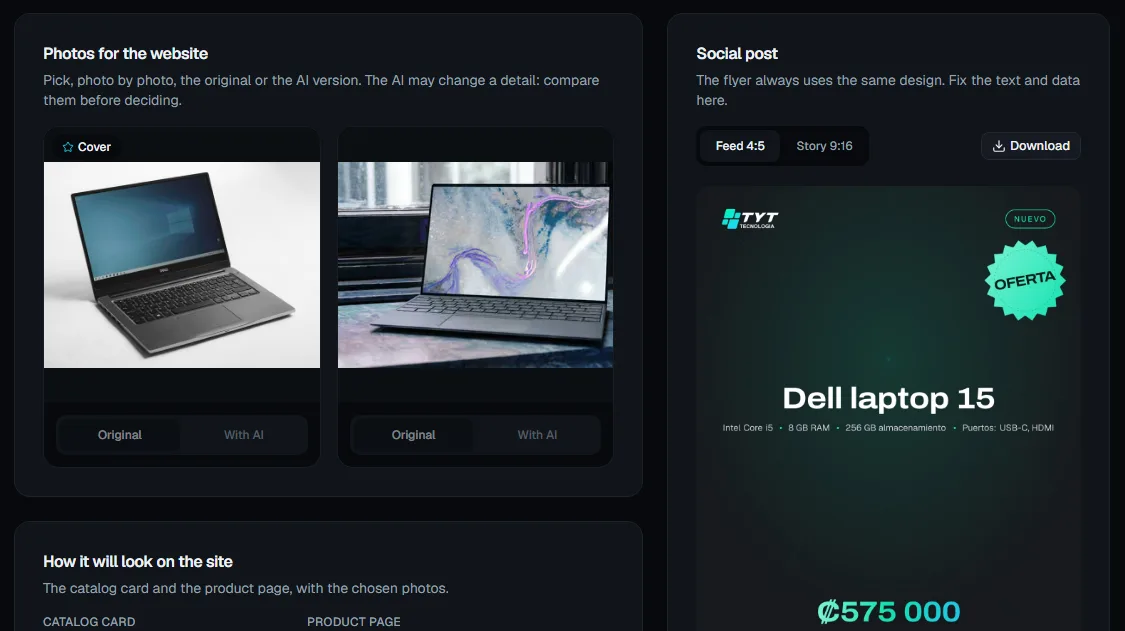 Photos for the website
Pick, photo by photo, the original or the AI version. The AI may change a detail: compare
them before deciding.
Cover
DELL
Original
With AI
Original
With AI
How it will look on the site
The catalog card and the product page, with the chosen photos.
CATALOG CARD
PRODUCT PAGE
Social post
The flyer always uses the same design. Fix the text and data
here.
Feed 4:5
Story 9:16
Download
TYT
TECNOLOGIA
NUEVO
OFERTA
Dell laptop 15
Intel Core i5 • 8 GB RAM • 256 GB almacenamiento • Puertos: USB-C, HDMI
₡575 000